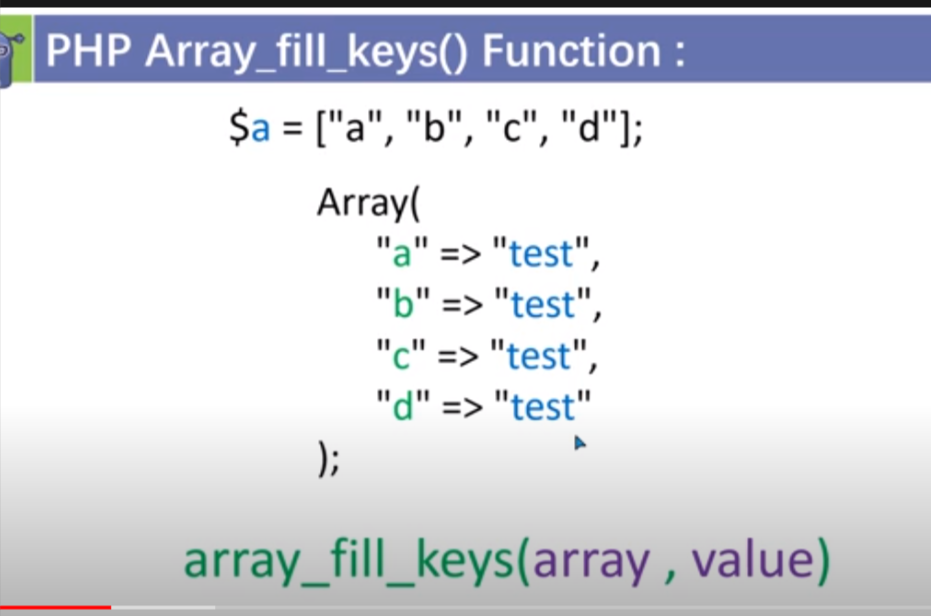 PHP Array_fill_keys() Function :
$a = ["a", "b", "c", "d"];
Array(
"a" => "test",
"b" => "test",
"c" => "test",
"d" => "test"
);
array_fill_keys(array , value)